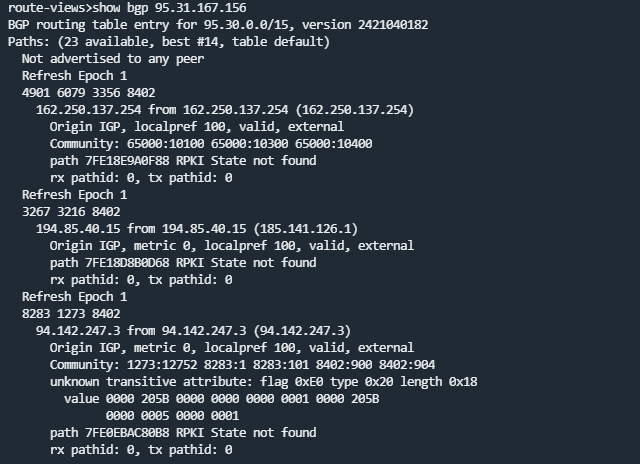 route-views>show bgp 95.31.167.156
BGP routing table entry for 95.30.0.0/15, version 2421040182
Paths: (23 available, best #14, table default)
Not advertised to any peer
Refresh Epoch 1
4901 6079 3356 8402
162.250.137.254 from 162.250.137.254 (162.250.137.254)
Origin IGP, localpref 100, valid, external
Community: 65000:10100 65000:10300 65000:10400
path 7FE18E9A0F88 RPKI State not found
rx pathid: 0, tx pathid: 0
Refresh Epoch 1
3267 3216 8402
194.85.40.15 from 194.85.40.15 (185.141.126.1)
Origin IGP, metric 0, localpref 100, valid, external
path 7FE18D8B0D68 RPKI State not found
rx pathid: 0, tx pathid: 0
Refresh Epoch 1
8283 1273 8402
94.142.247.3 from 94.142.247.3 (94.142.247.3)
Origin IGP, metric 0, localpref 100, valid, external
Community: 1273:12752 8283:1 8283:101 8402:900 8402:904
unknown transitive attribute: flag 0xE0 type 0x20 length 0x18
value 0000 205B 0000 0000 0000 0001 0000 205B
0000 0005 0000 0001
path 7FE0EBAC80B8 RPKI State not found
rx pathid: 0, tx pathid: 0